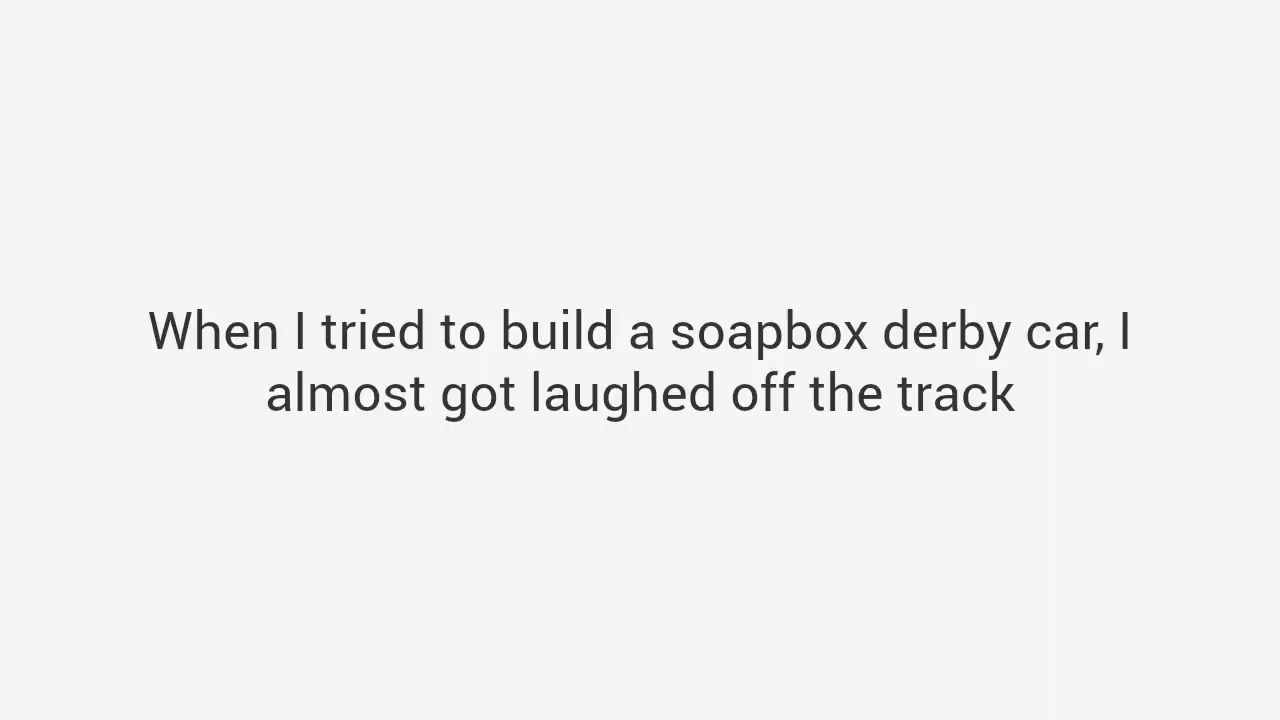 When I tried to build a soapbox derby car, I
almost got laughed off the track